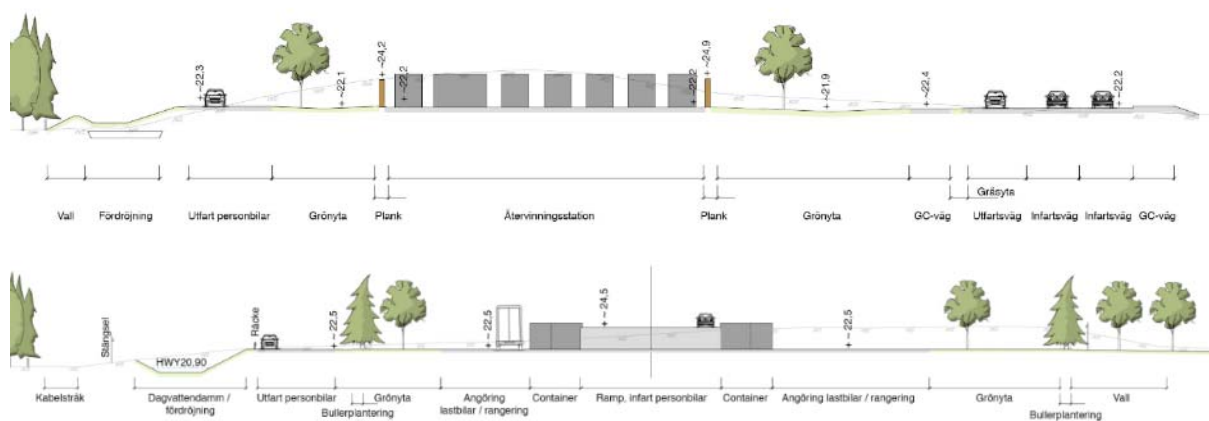 ~22,3
~22,1
~24,2
~22,2
~22,2
~24,9
~21,9
~22,4
~22,2
Gräsyta
Vall Fördröjning Utfart personbilar Grönyta Plank Återvinningsstation Plank Grönyta GC-väg Utfartsväg Infartsväg Infartsväg GC-väg
Stängsel
Räcke
~22,5
~22,5
~24,5
~22,5
HWY20,90
Kabelstråk Dagvattendamm / Utfart personbilar Grönyta Angöring Container Ramp, infart personbilar Container Angöring lastbilar / rangering Grönyta Vall
fördröjning Bullerplantering lastbilar / rangering Bullerplantering